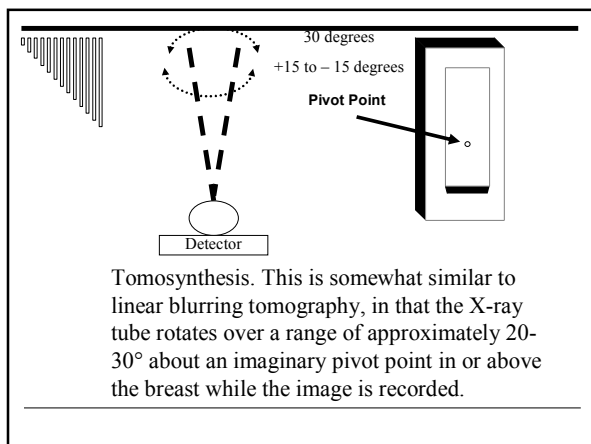 30 degrees
+15 to – 15 degrees
Pivot Point
Detector
Tomosynthesis. This is somewhat similar to
linear blurring tomography, in that the X-ray
tube rotates over a range of approximately 20-
30° about an imaginary pivot point in or above
the breast while the image is recorded.